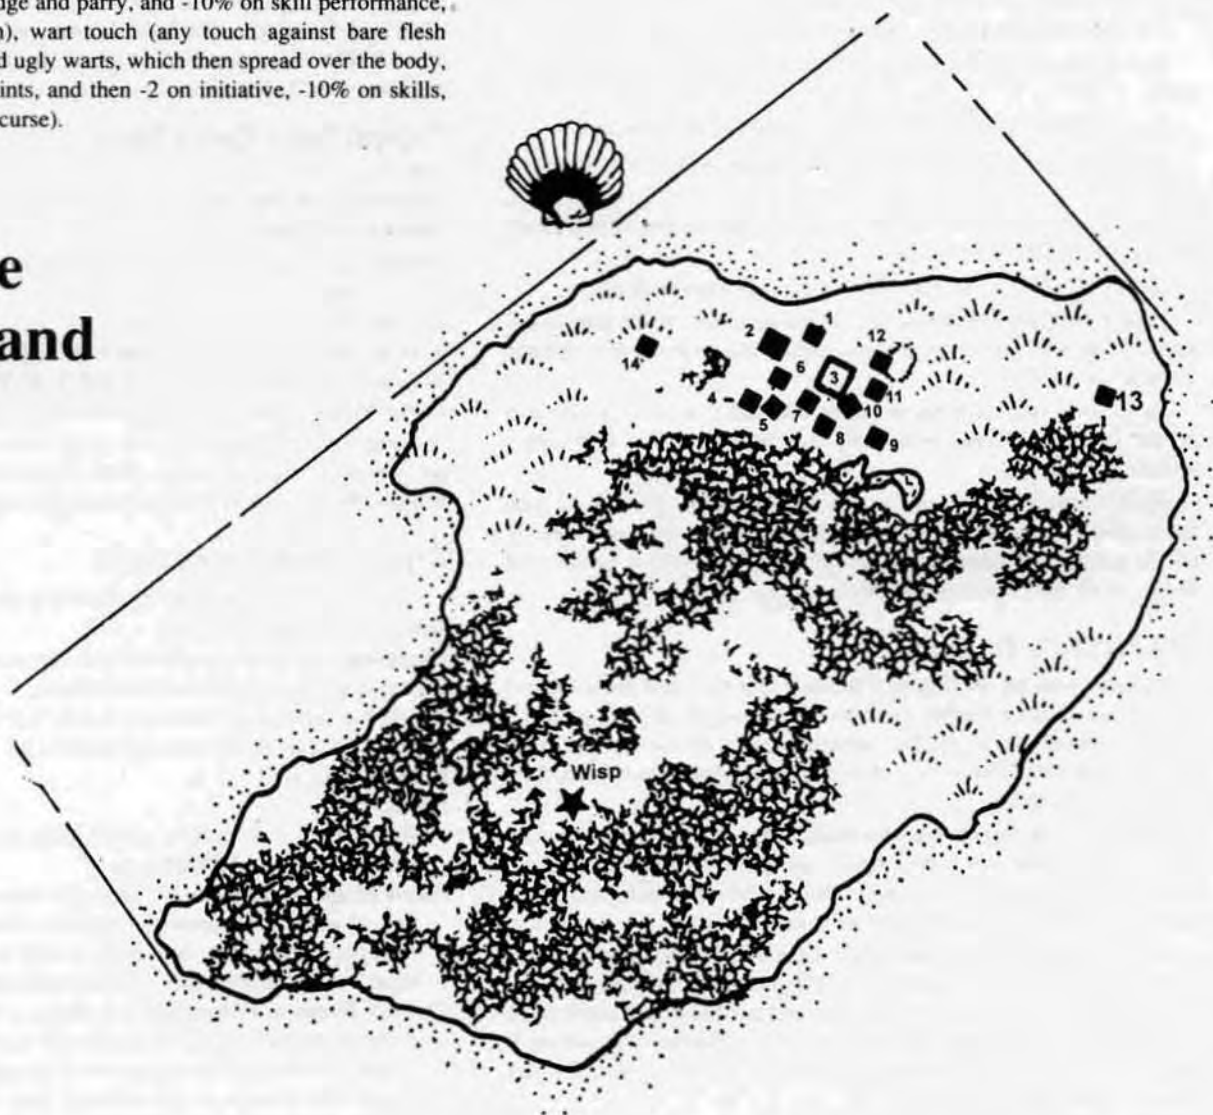 dge and parry, and -10% on skill performance,
), wart touch (any touch against bare flesh
d ugly warts, which then spread over the body,
ints, and then -2 on initiative, -10% on skills,
curse).
e
and
1
2
12
14
6
3
13
4
11
7
10
5
8
9
Wisp